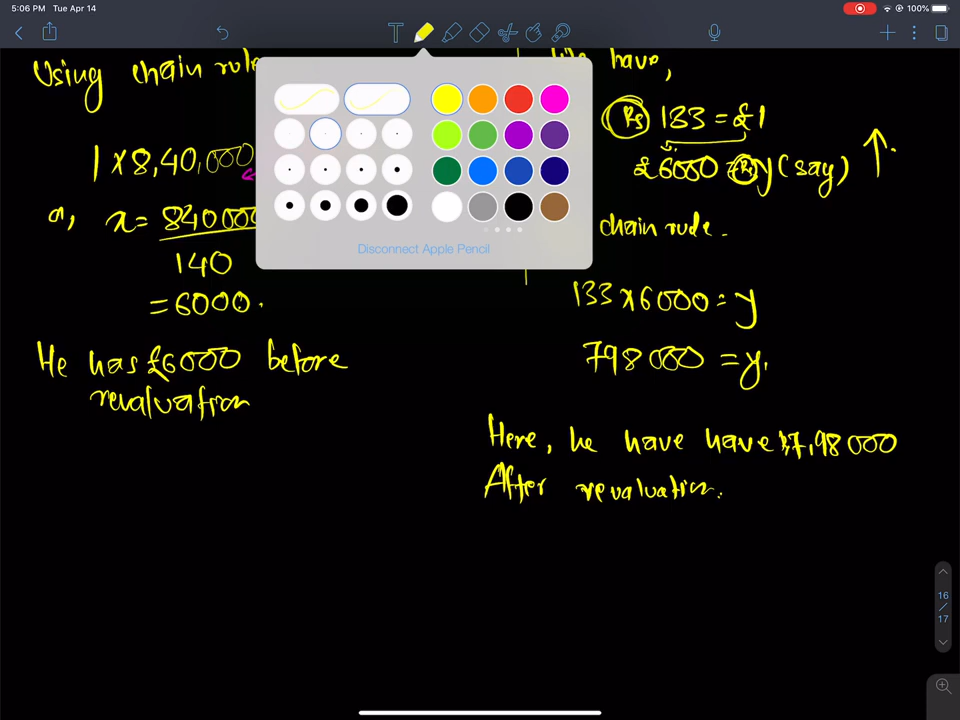 5:06 PM Tue Apr 14
100%
Using chain rule
1 × 8,40,000
or, x = 840000
140
= 6000.
He has £6000 before
revaluation
Disconnect Apple Pencil
have,
Rs 133 = £1
£6000 = Rs y (say)
chain rule.
133 × 6000 = y
798000 = y.
Here, he have have 7,98000
After revaluation.
16
/
17